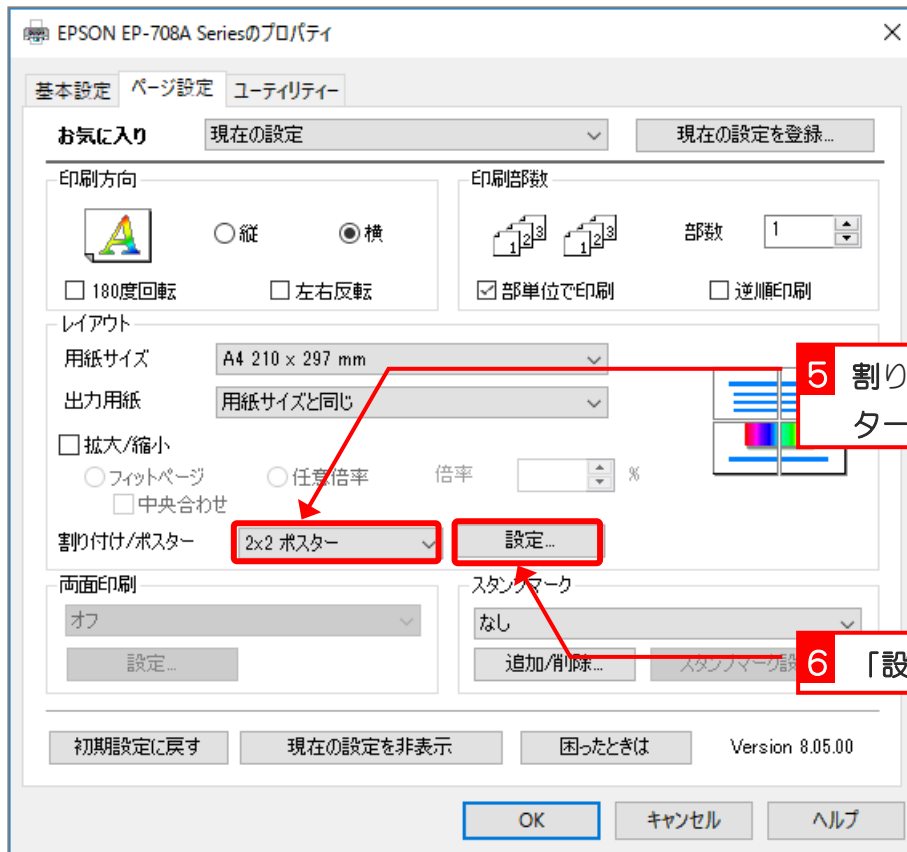 EPSON EP-708A Seriesのプロパティ
基本設定 ページ設定 ユーティリティー
お気に入り 現在の設定 現在の設定を登録...
印刷方向 印刷部数
縦 横 部数 1
180度回転 左右反転 部単位で印刷 逆順印刷
レイアウト
用紙サイズ A4 210 x 297 mm
出力用紙 用紙サイズと同じ
5 割り
ター
拡大/縮小
フィットページ 任意倍率 倍率 %
中央合わせ
割り付け/ポスター 2x2 ポスター 設定...
両面印刷 スタンプマーク
オフ なし
設定... 追加/削除... スタンプマーク設
6 「設
初期設定に戻す 現在の設定を非表示 困ったときは Version 8.05.00
OK キャンセル ヘルプ